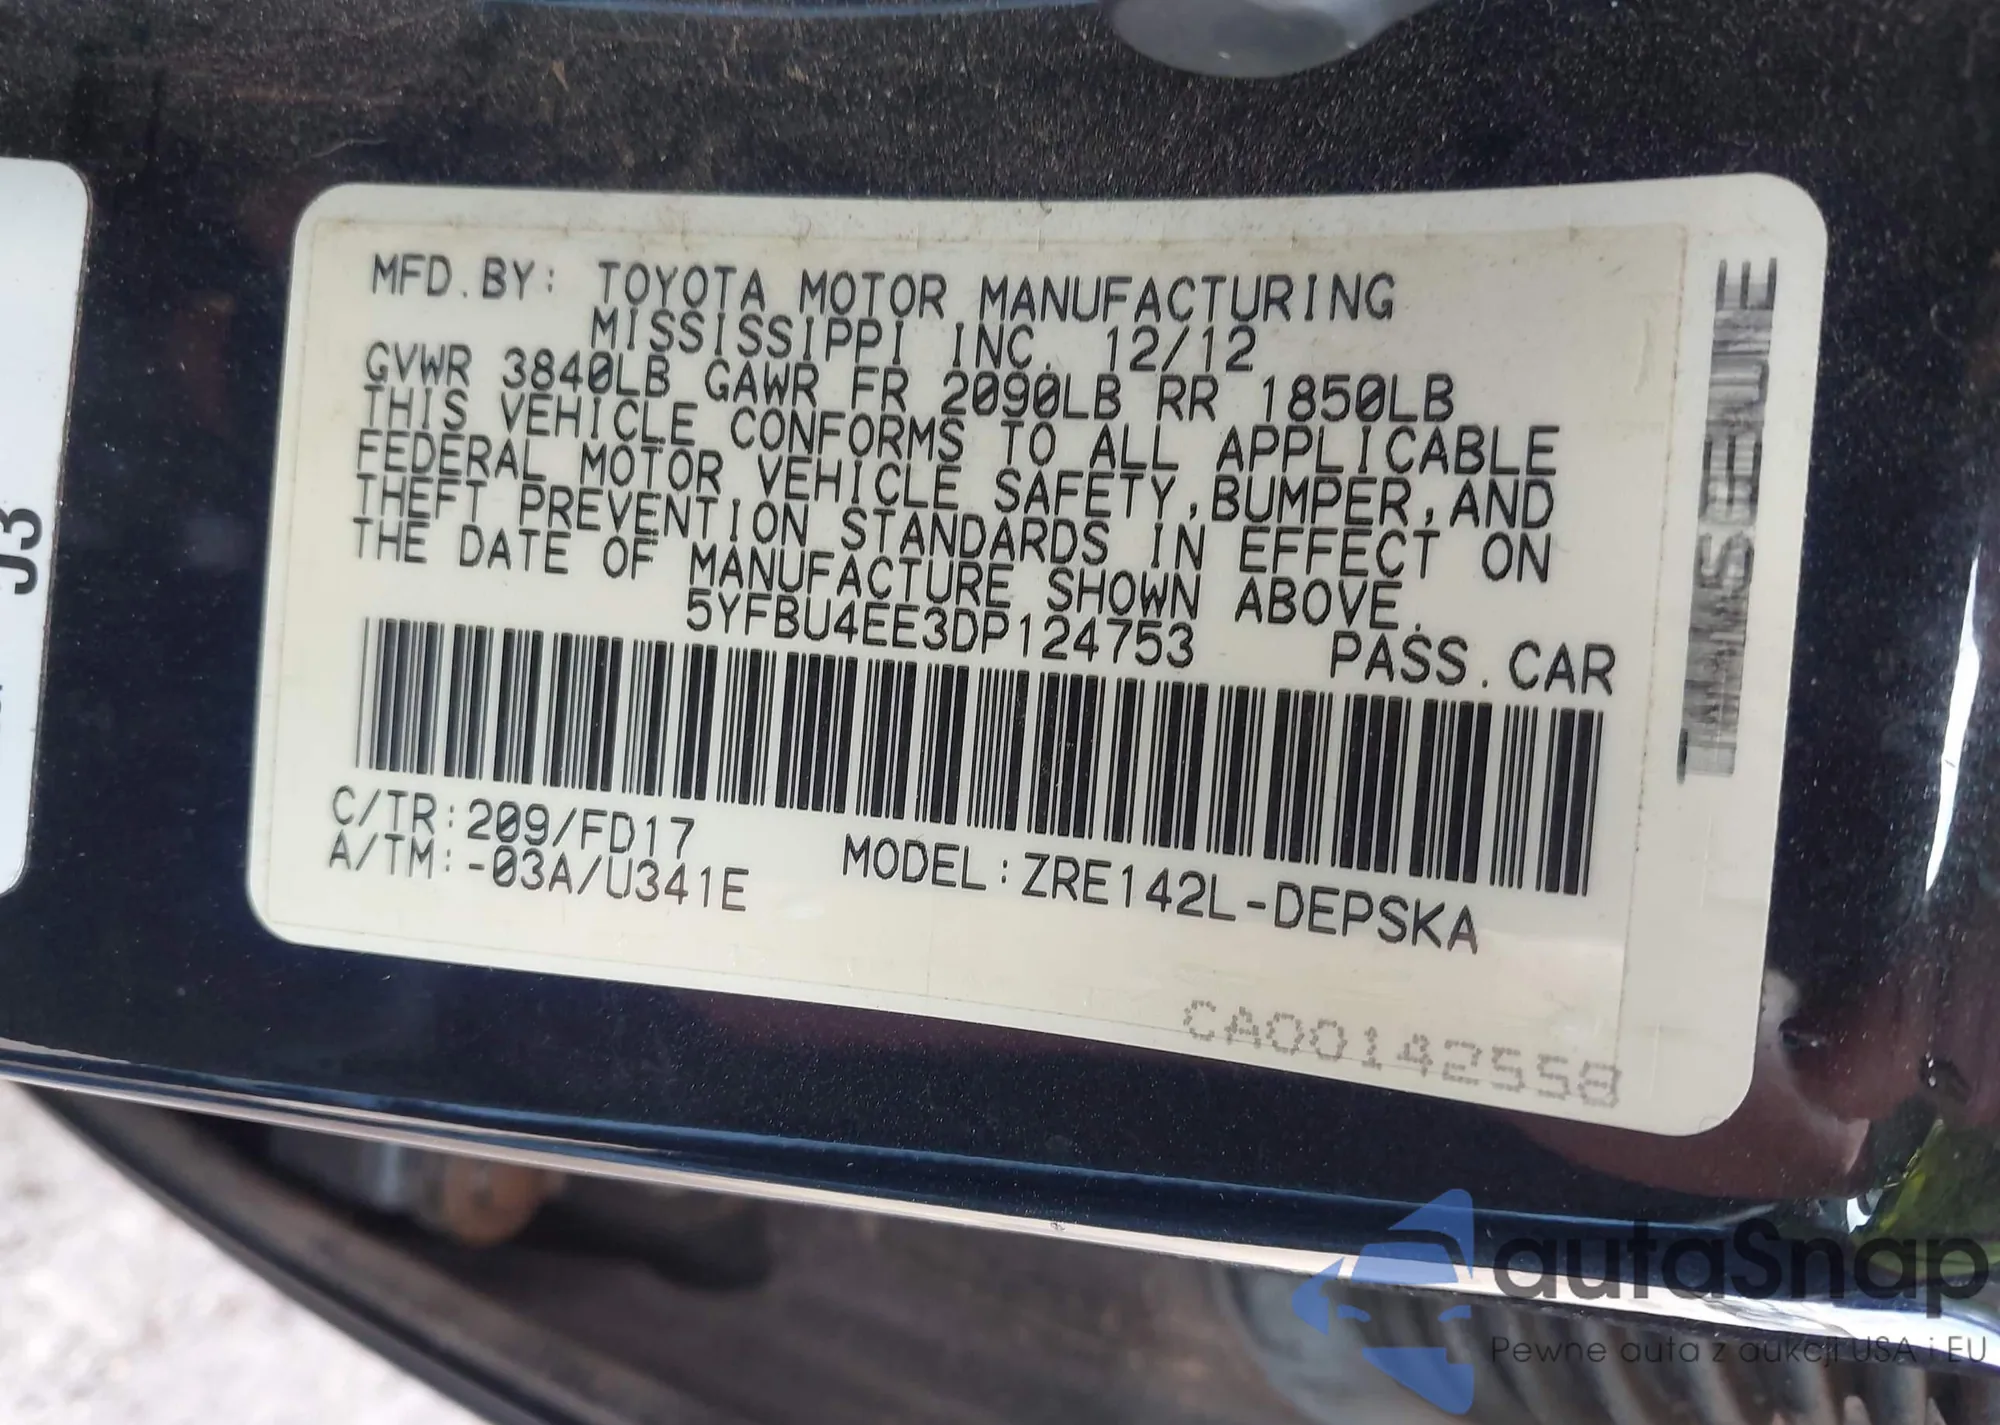 MFD.BY: TOYOTA MOTOR MANUFACTURING
MISSISSIPPI INC. 12/12
GVWR 3840LB GAWR FR 2090LB RR 1850LB
THIS VEHICLE CONFORMS TO ALL APPLICABLE
FEDERAL MOTOR VEHICLE SAFETY,BUMPER,AND
THEFT PREVENTION STANDARDS IN EFFECT ON
THE DATE OF MANUFACTURE SHOWN ABOVE.
5YFBU4EE3DP124753 PASS.CAR
C/TR:209/FD17
A/TM:-03A/U341E MODEL:ZRE142L-DEPSKA
CA00142558
J3
autaSnap
Pewne auta z aukcji USA i EU